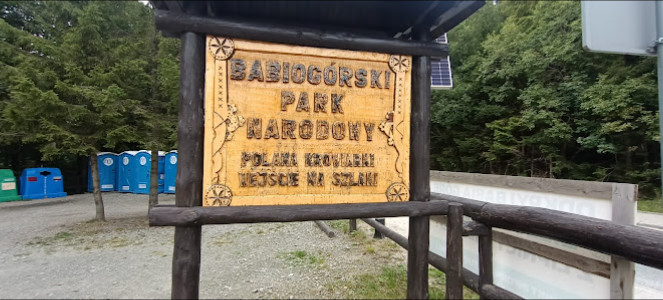 BABIOGÓRSKI
PARK
NARODOWY
POLANA KROWIARKI
WEJŚCIE NA SZLAKI